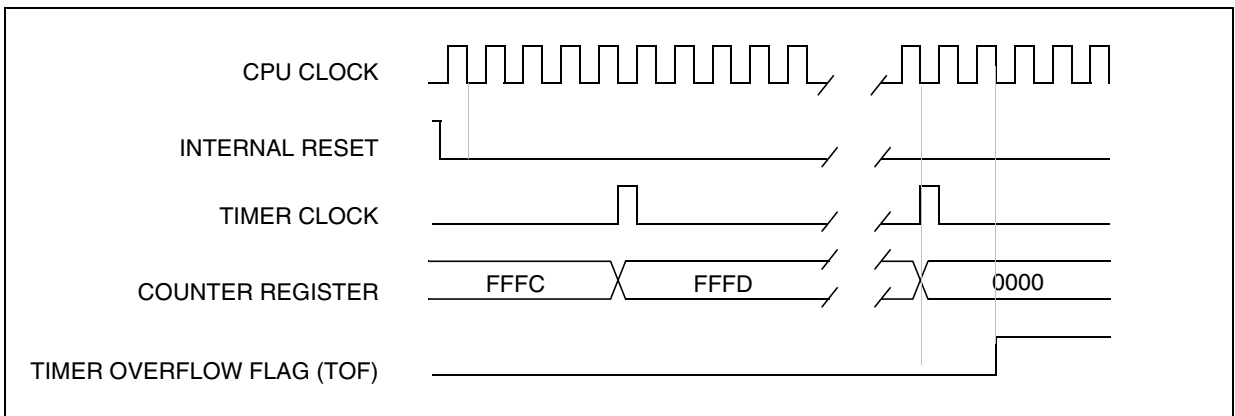 CPU CLOCK
INTERNAL RESET
TIMER CLOCK
COUNTER REGISTER
FFFC
FFFD
0000
TIMER OVERFLOW FLAG (TOF)